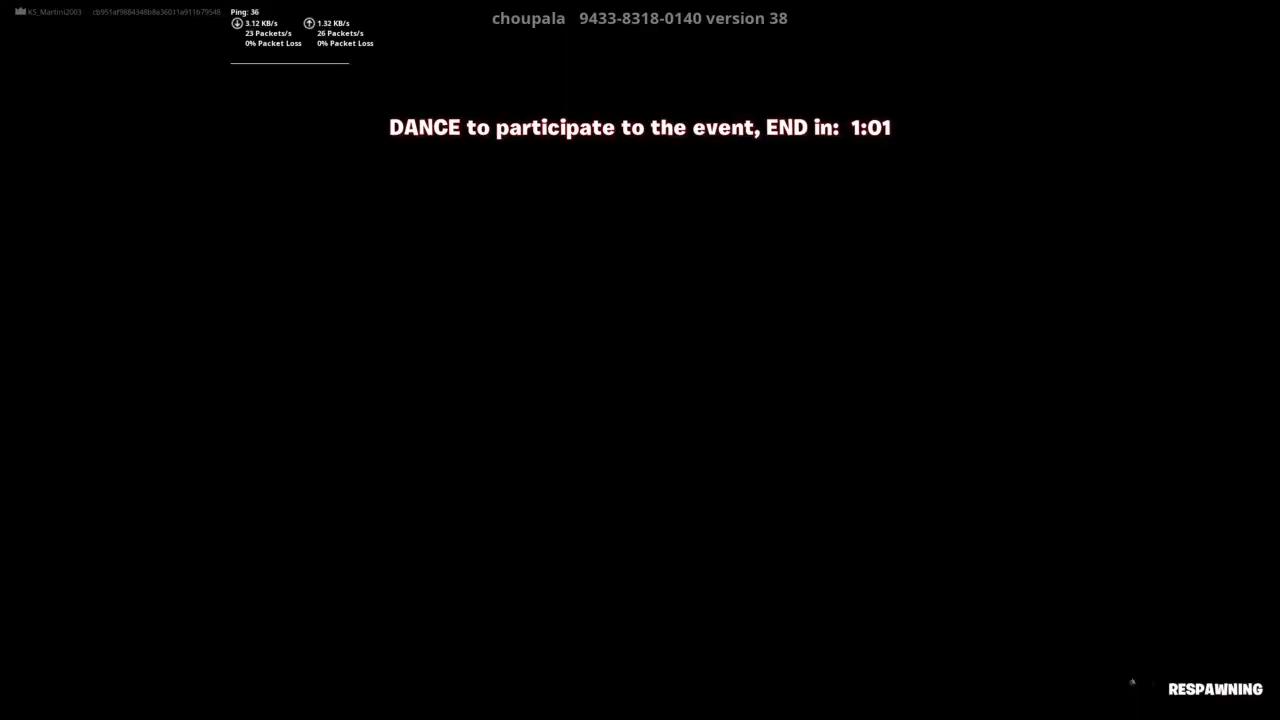 KS_Martini2003
Ping: 36
3.12 KB/s 1.32 KB/s
23 Packets/s 26 Packets/s
0% Packet Loss 0% Packet Loss
choupala 9433-8318-0140 version 38
DANCE to participate to the event, END in: 1:01
RESPAWNING